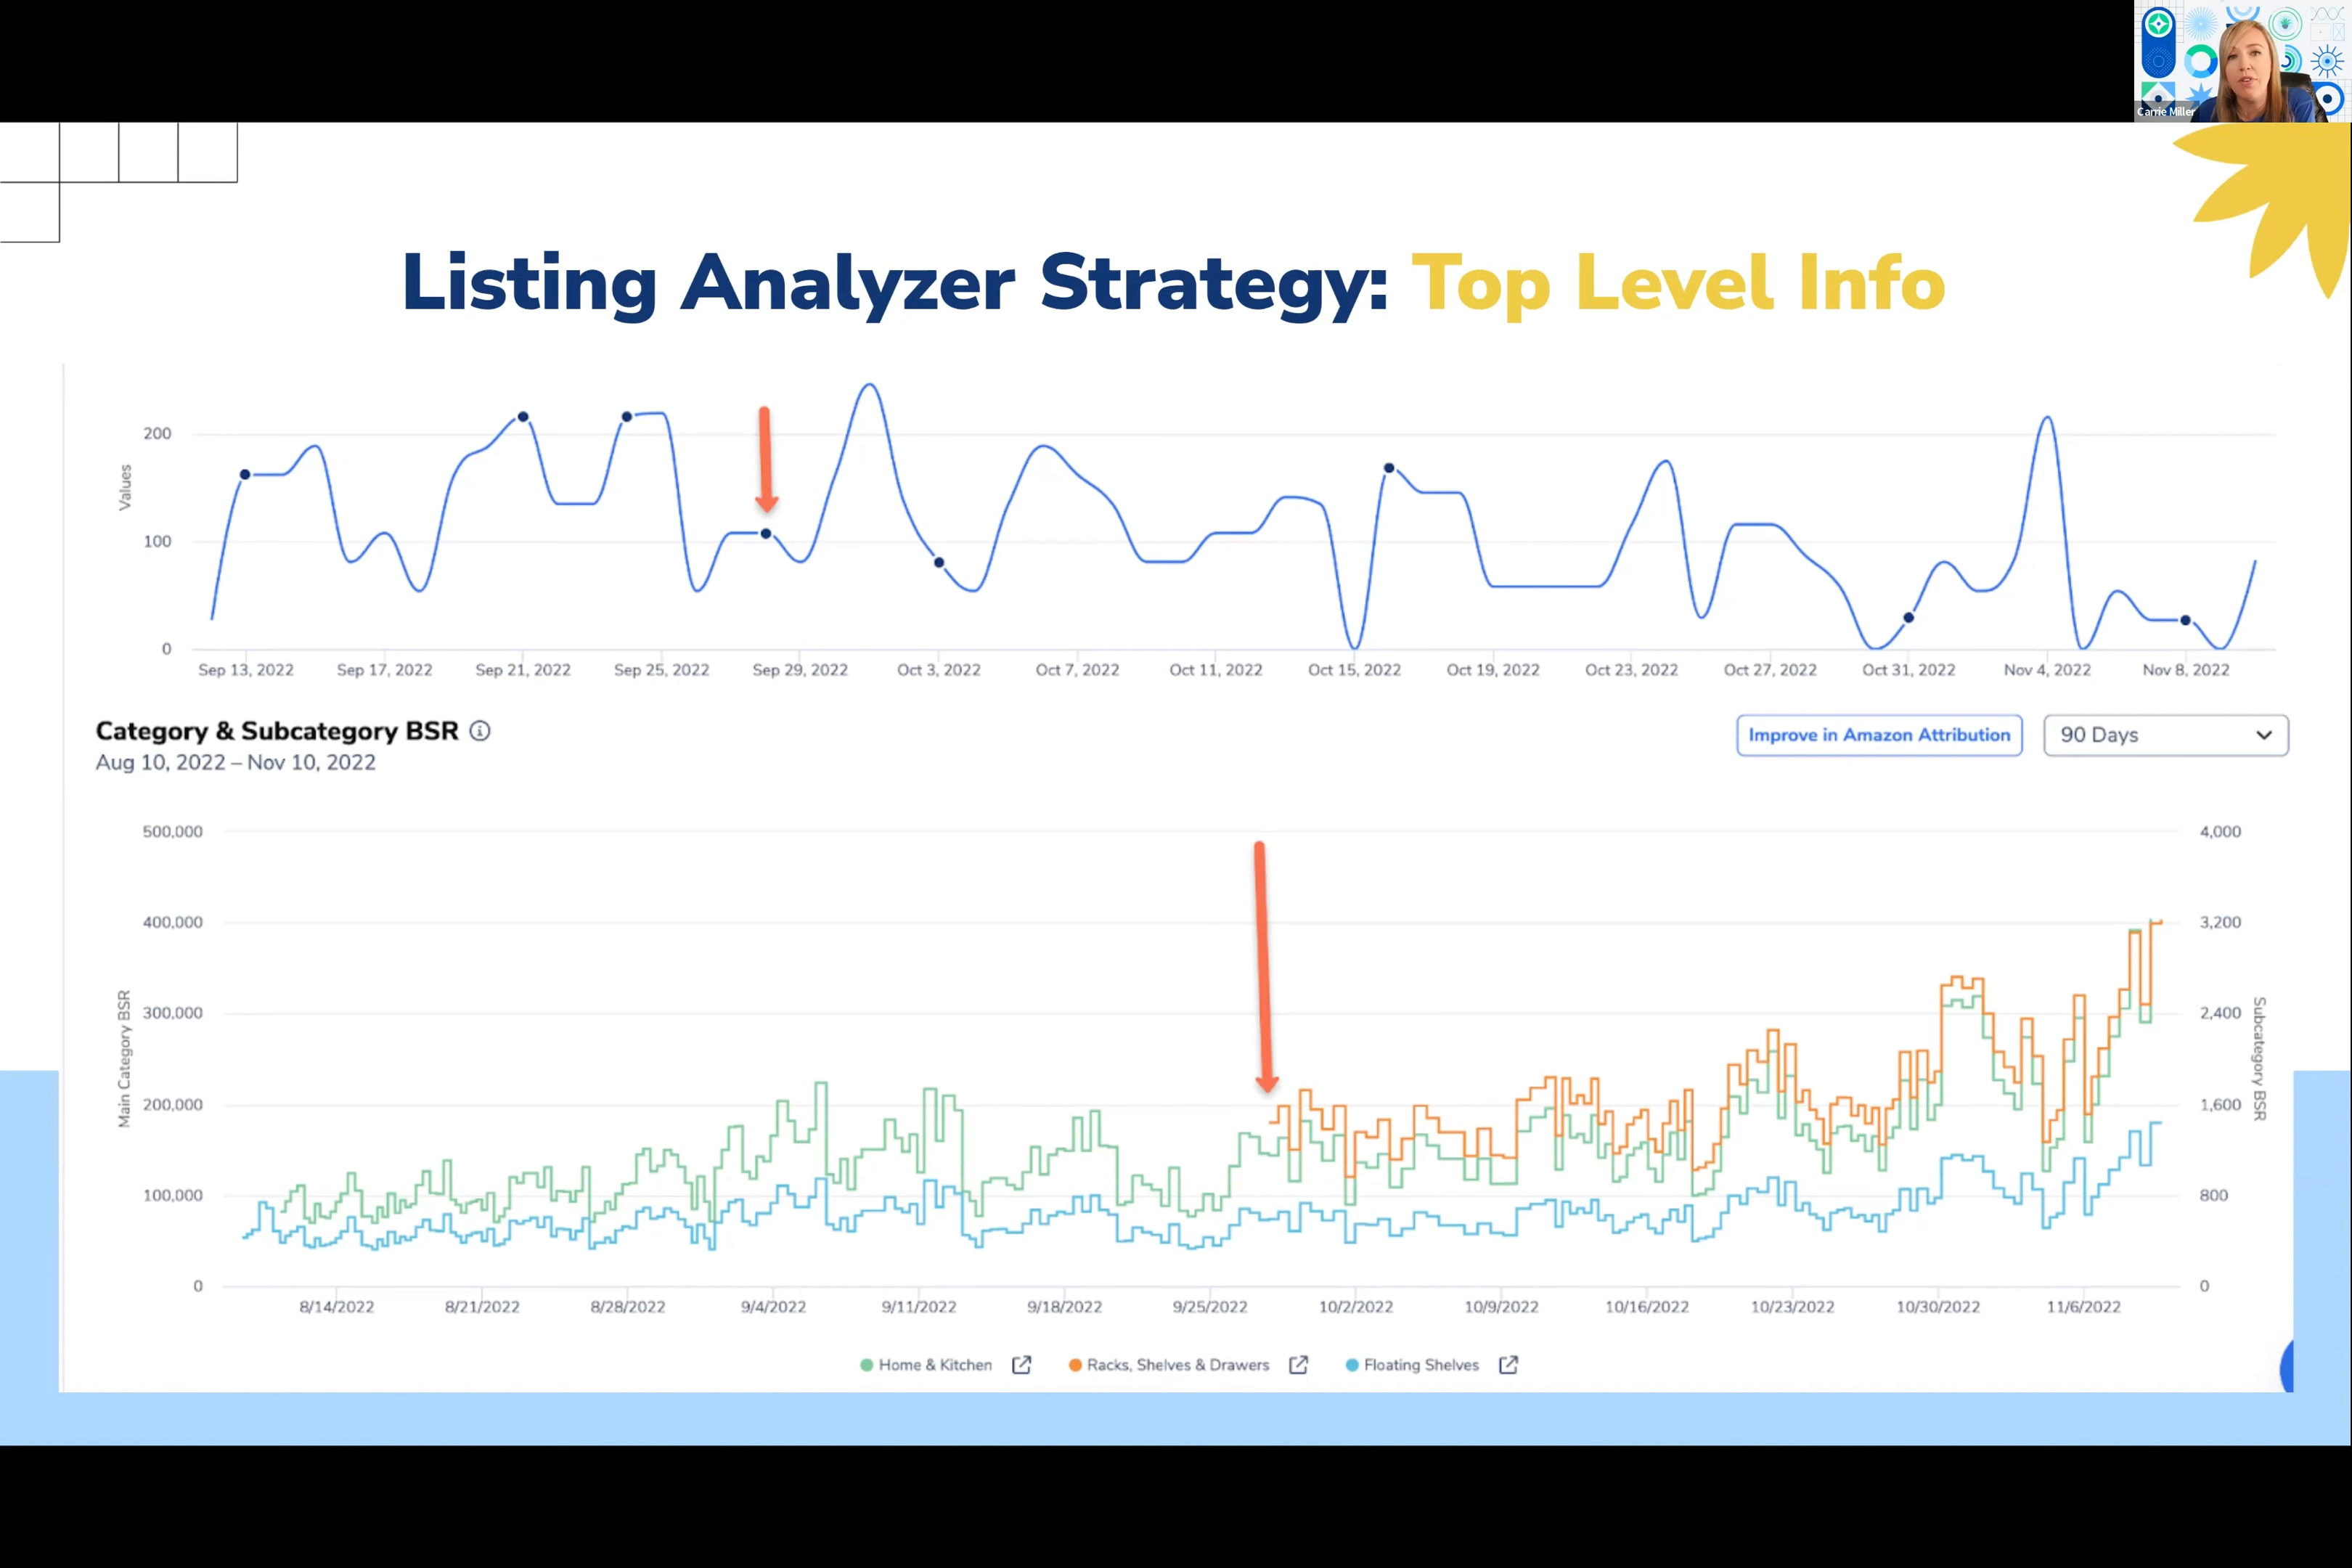 Carrie Miller
Listing Analyzer Strategy: Top Level Info
Values
200
100
0
Sep 13, 2022 Sep 17, 2022 Sep 21, 2022 Sep 25, 2022 Sep 29, 2022 Oct 3, 2022 Oct 7, 2022 Oct 11, 2022 Oct 15, 2022 Oct 19, 2022 Oct 23, 2022 Oct 27, 2022 Oct 31, 2022 Nov 4, 2022 Nov 8, 2022
Category & Subcategory BSR
Improve in Amazon Attribution
90 Days
Aug 10, 2022 – Nov 10, 2022
Main Category BSR
500,000
400,000
300,000
200,000
100,000
0
4,000
3,200
2,400
1,600
800
0
Subcategory BSR
8/14/2022 8/21/2022 8/28/2022 9/4/2022 9/11/2022 9/18/2022 9/25/2022 10/2/2022 10/9/2022 10/16/2022 10/23/2022 10/30/2022 11/6/2022
Home & Kitchen Racks, Shelves & Drawers Floating Shelves